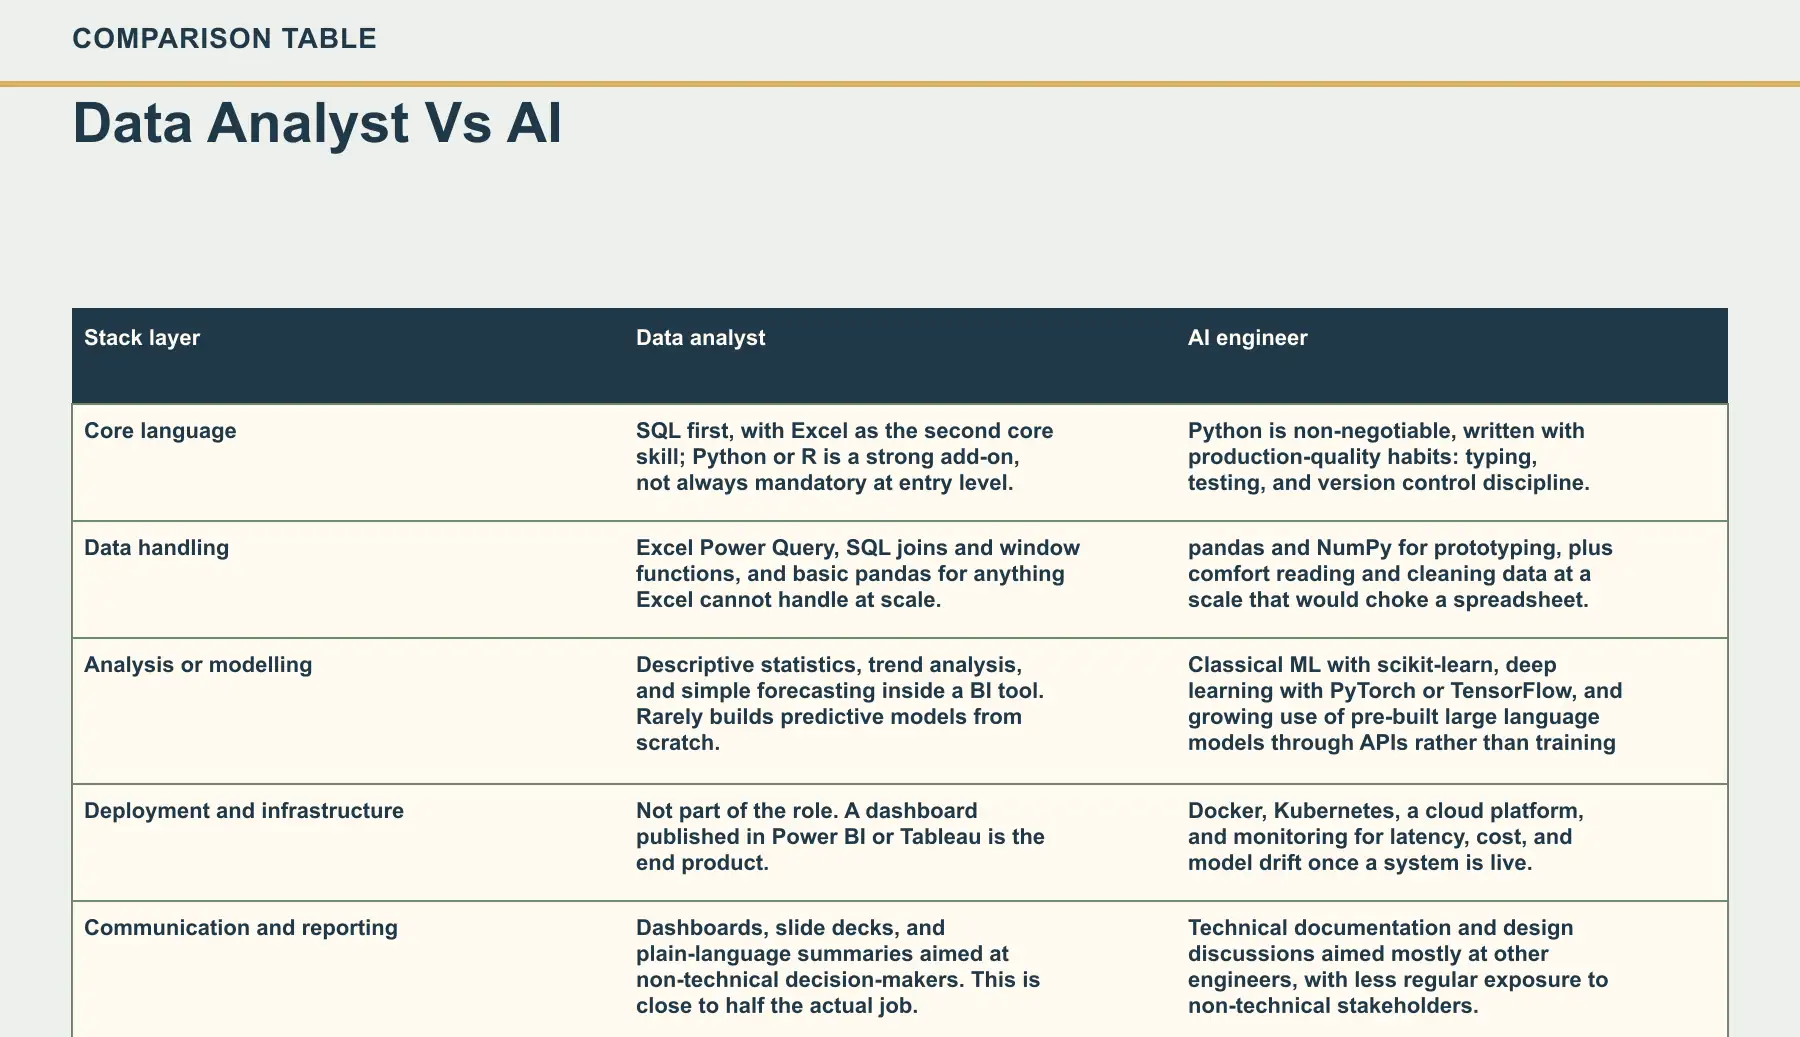 COMPARISON TABLE
Data Analyst Vs AI
Stack layer
Data analyst
AI engineer
Core language
SQL first, with Excel as the second core
skill; Python or R is a strong add-on,
not always mandatory at entry level.
Python is non-negotiable, written with
production-quality habits: typing,
testing, and version control discipline.
Data handling
Excel Power Query, SQL joins and window
functions, and basic pandas for anything
Excel cannot handle at scale.
pandas and NumPy for prototyping, plus
comfort reading and cleaning data at a
scale that would choke a spreadsheet.
Analysis or modelling
Descriptive statistics, trend analysis,
and simple forecasting inside a BI tool.
Rarely builds predictive models from
scratch.
Classical ML with scikit-learn, deep
learning with PyTorch or TensorFlow, and
growing use of pre-built large language
models through APIs rather than training
Deployment and infrastructure
Not part of the role. A dashboard
published in Power BI or Tableau is the
end product.
Docker, Kubernetes, a cloud platform,
and monitoring for latency, cost, and
model drift once a system is live.
Communication and reporting
Dashboards, slide decks, and
plain-language summaries aimed at
non-technical decision-makers. This is
close to half the actual job.
Technical documentation and design
discussions aimed mostly at other
engineers, with less regular exposure to
non-technical stakeholders.